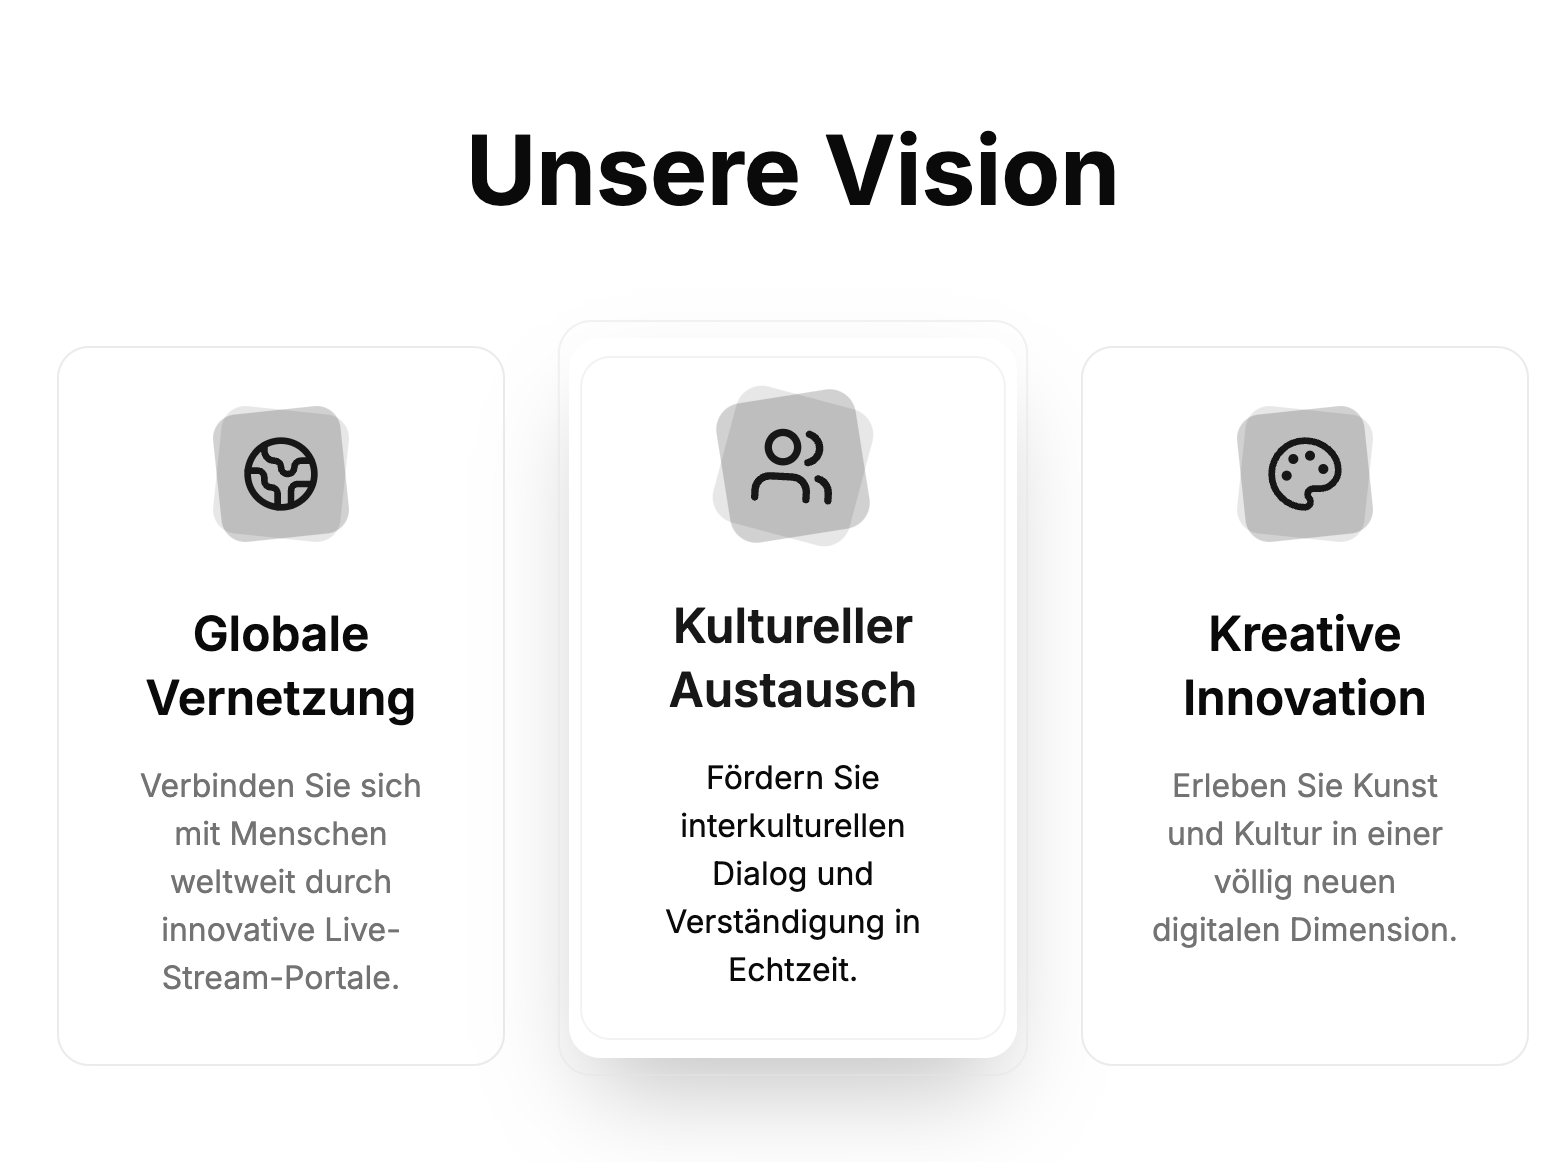 Unsere Vision
Globale
Vernetzung
Verbinden Sie sich
mit Menschen
weltweit durch
innovative Live-
Stream-Portale.
Kultureller
Austausch
Fördern Sie
interkulturellen
Dialog und
Verständigung in
Echtzeit.
Kreative
Innovation
Erleben Sie Kunst
und Kultur in einer
völlig neuen
digitalen Dimension.